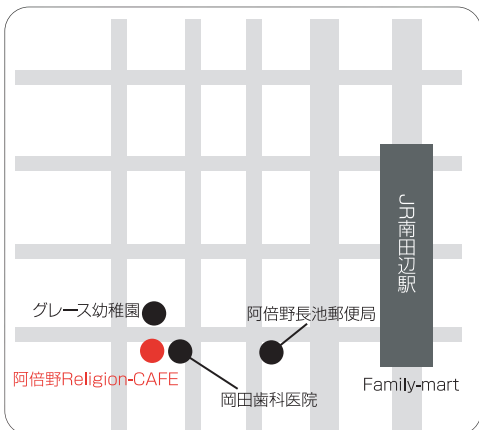 JR南田辺駅
グレース幼稚園
阿倍野長池郵便局
阿倍野Religion-CAFE
岡田歯科医院
Family-mart